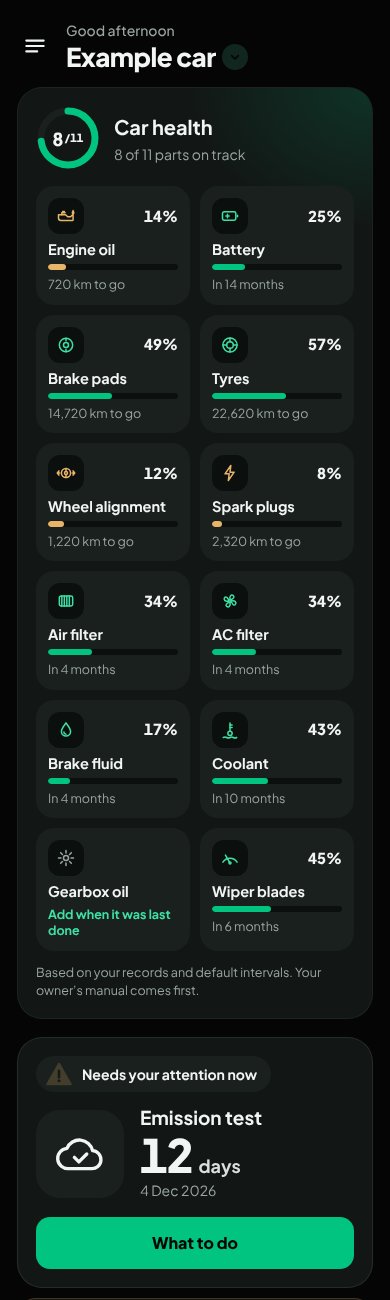 Good afternoon
Example car
8/11
Car health
8 of 11 parts on track
14%
Engine oil
720 km to go
25%
Battery
In 14 months
49%
Brake pads
14,720 km to go
57%
Tyres
22,620 km to go
12%
Wheel alignment
1,220 km to go
8%
Spark plugs
2,320 km to go
34%
Air filter
In 4 months
34%
AC filter
In 4 months
17%
Brake fluid
In 4 months
43%
Coolant
In 10 months
Gearbox oil
Add when it was last
done
45%
Wiper blades
In 6 months
Based on your records and default intervals. Your
owner's manual comes first.
Needs your attention now
Emission test
12 days
4 Dec 2026
What to do